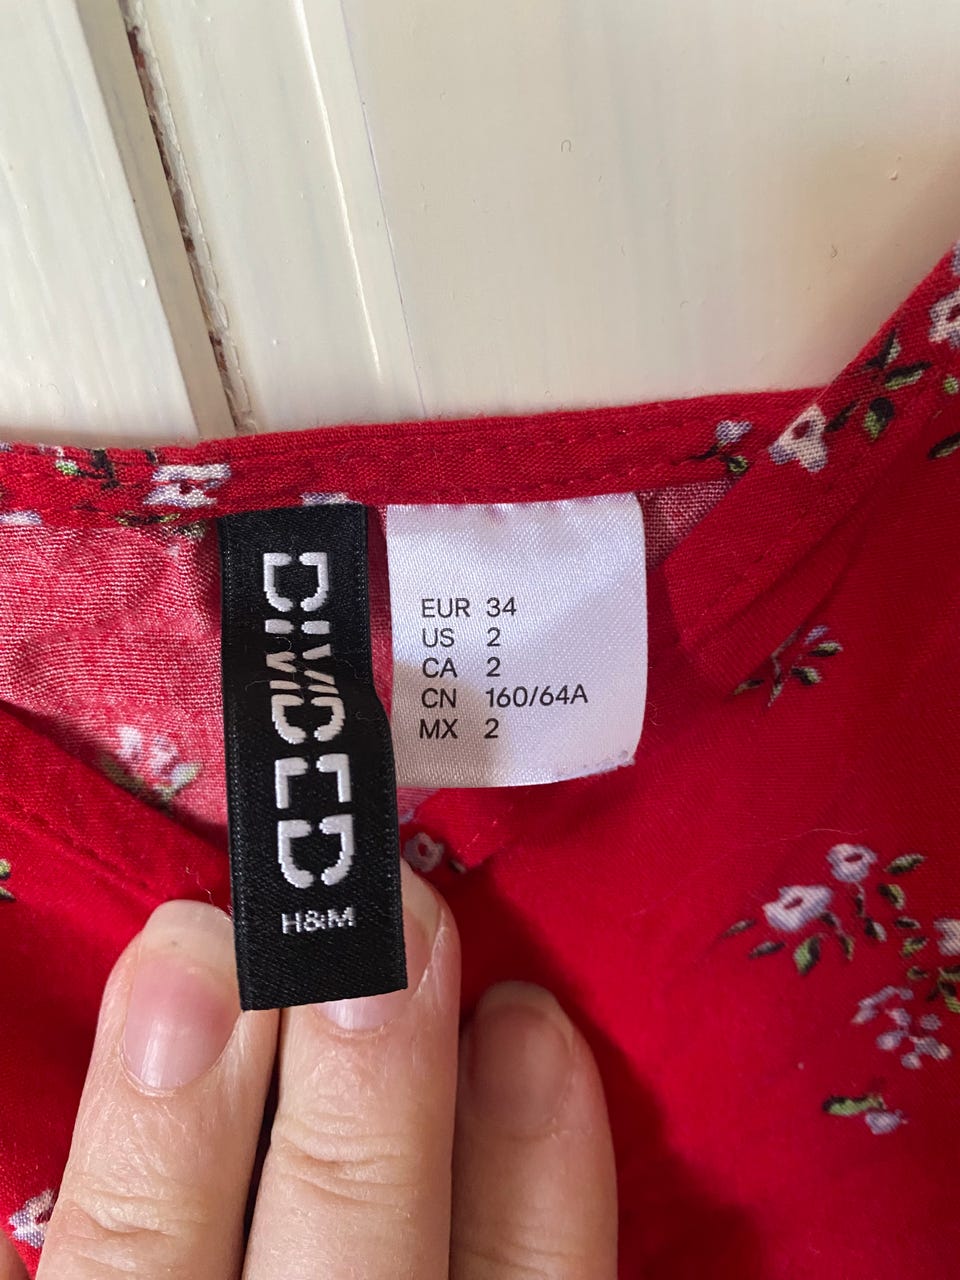 DIVIDED
H&M
EUR 34
US 2
CA 2
CN 160/64A
MX 2